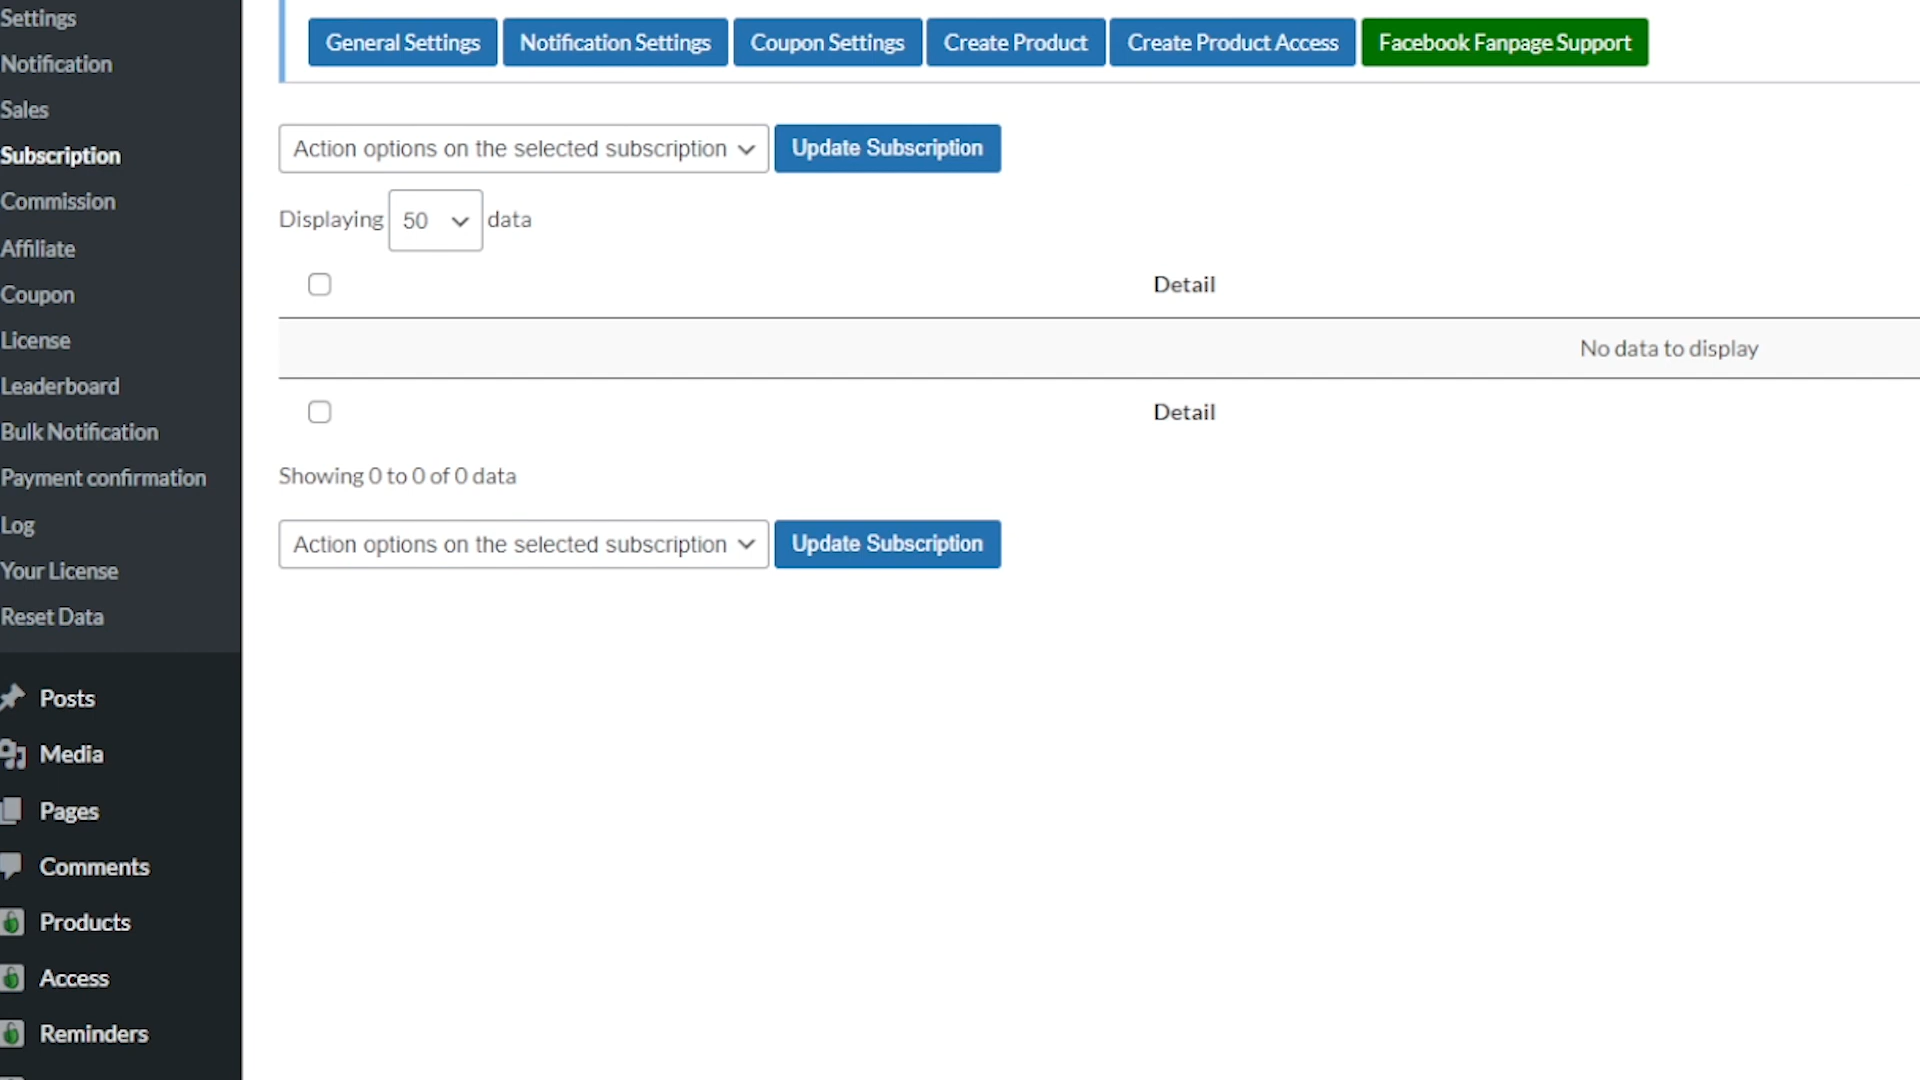 Settings
Notification
Sales
Subscription
Commission
Affiliate
Coupon
License
Leaderboard
Bulk Notification
Payment confirmation
Log
Your License
Reset Data
Posts
Media
Pages
Comments
Products
Access
Reminders
General Settings
Notification Settings
Coupon Settings
Create Product
Create Product Access
Facebook Fanpage Support
Action options on the selected subscription
Update Subscription
Displaying 50 data
Detail
No data to display
Detail
Showing 0 to 0 of 0 data
Action options on the selected subscription
Update Subscription